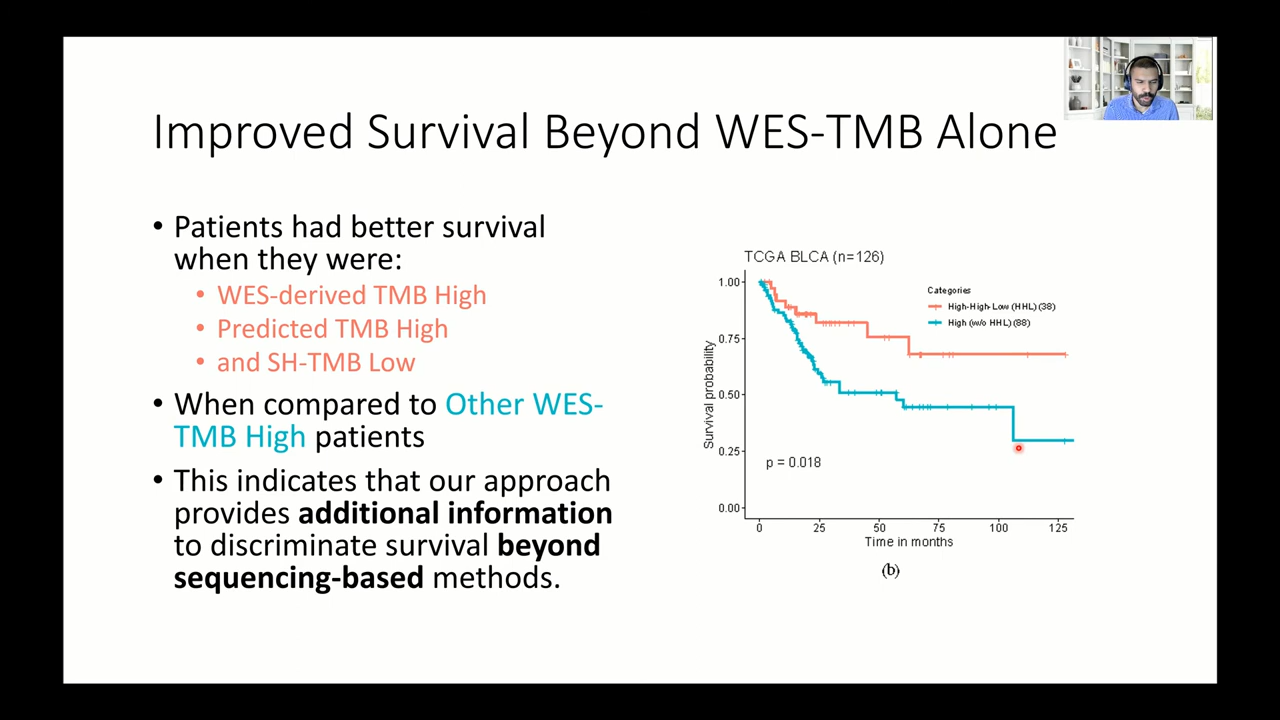 Improved Survival Beyond WES-TMB Alone
• Patients had better survival
when they were:
• WES-derived TMB High
• Predicted TMB High
• and SH-TMB Low
• When compared to Other WES-
TMB High patients
• This indicates that our approach
provides additional information
to discriminate survival beyond
sequencing-based methods.
TCGA BLCA (n=126)
Categories
High-High-Low (HHL) (38)
High (w/o HHL) (88)
Survival probability
1.00
0.75
0.50
0.25
0.00
p = 0.018
0 25 50 75 100 125
Time in months
(b)